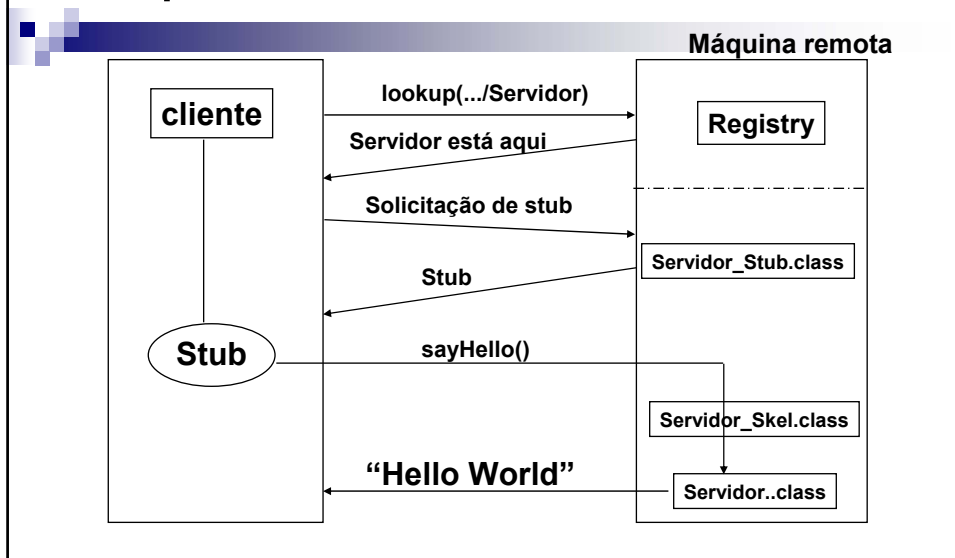 Máquina remota
lookup(.../Servidor)
cliente
Registry
Servidor está aqui
Solicitação de stub
Servidor_Stub.class
Stub
Stub
sayHello()
Servidor_Skel.class
“Hello World”
Servidor..class